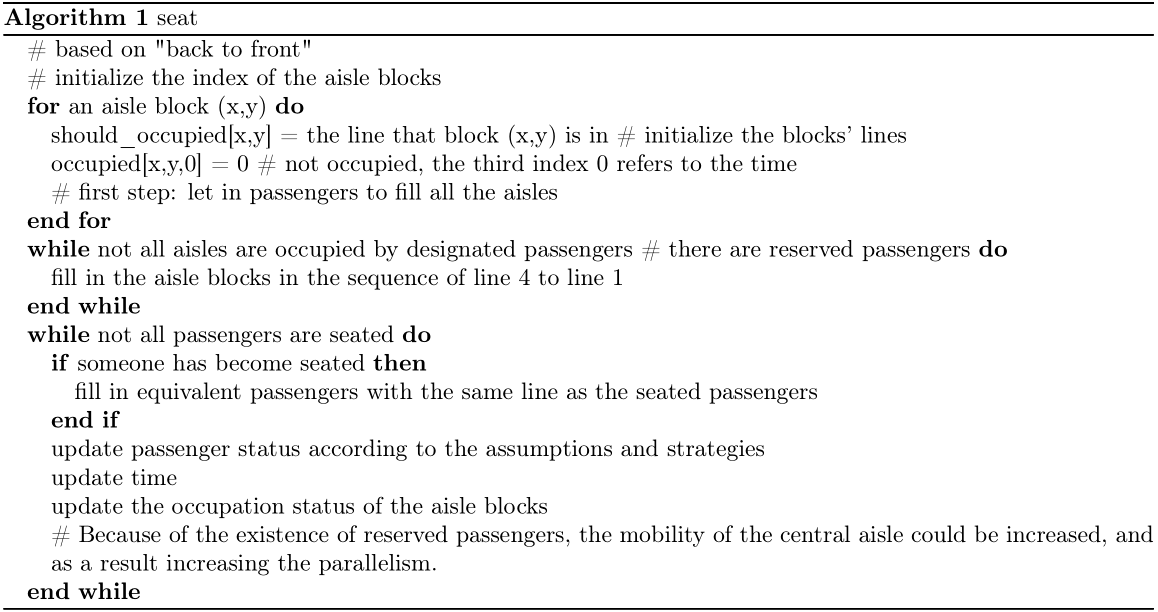 Algorithm 1 seat
# based on "back to front"
# initialize the index of the aisle blocks
for an aisle block (x,y) do
should_occupied[x,y] = the line that block (x,y) is in # initialize the blocks' lines
occupied[x,y,0] = 0 # not occupied, the third index 0 refers to the time
# first step: let in passengers to fill all the aisles
end for
while not all aisles are occupied by designated passengers # there are reserved passengers do
fill in the aisle blocks in the sequence of line 4 to line 1
end while
while not all passengers are seated do
if someone has become seated then
fill in equivalent passengers with the same line as the seated passengers
end if
update passenger status according to the assumptions and strategies
update time
update the occupation status of the aisle blocks
# Because of the existence of reserved passengers, the mobility of the central aisle could be increased, and
as a result increasing the parallelism.
end while